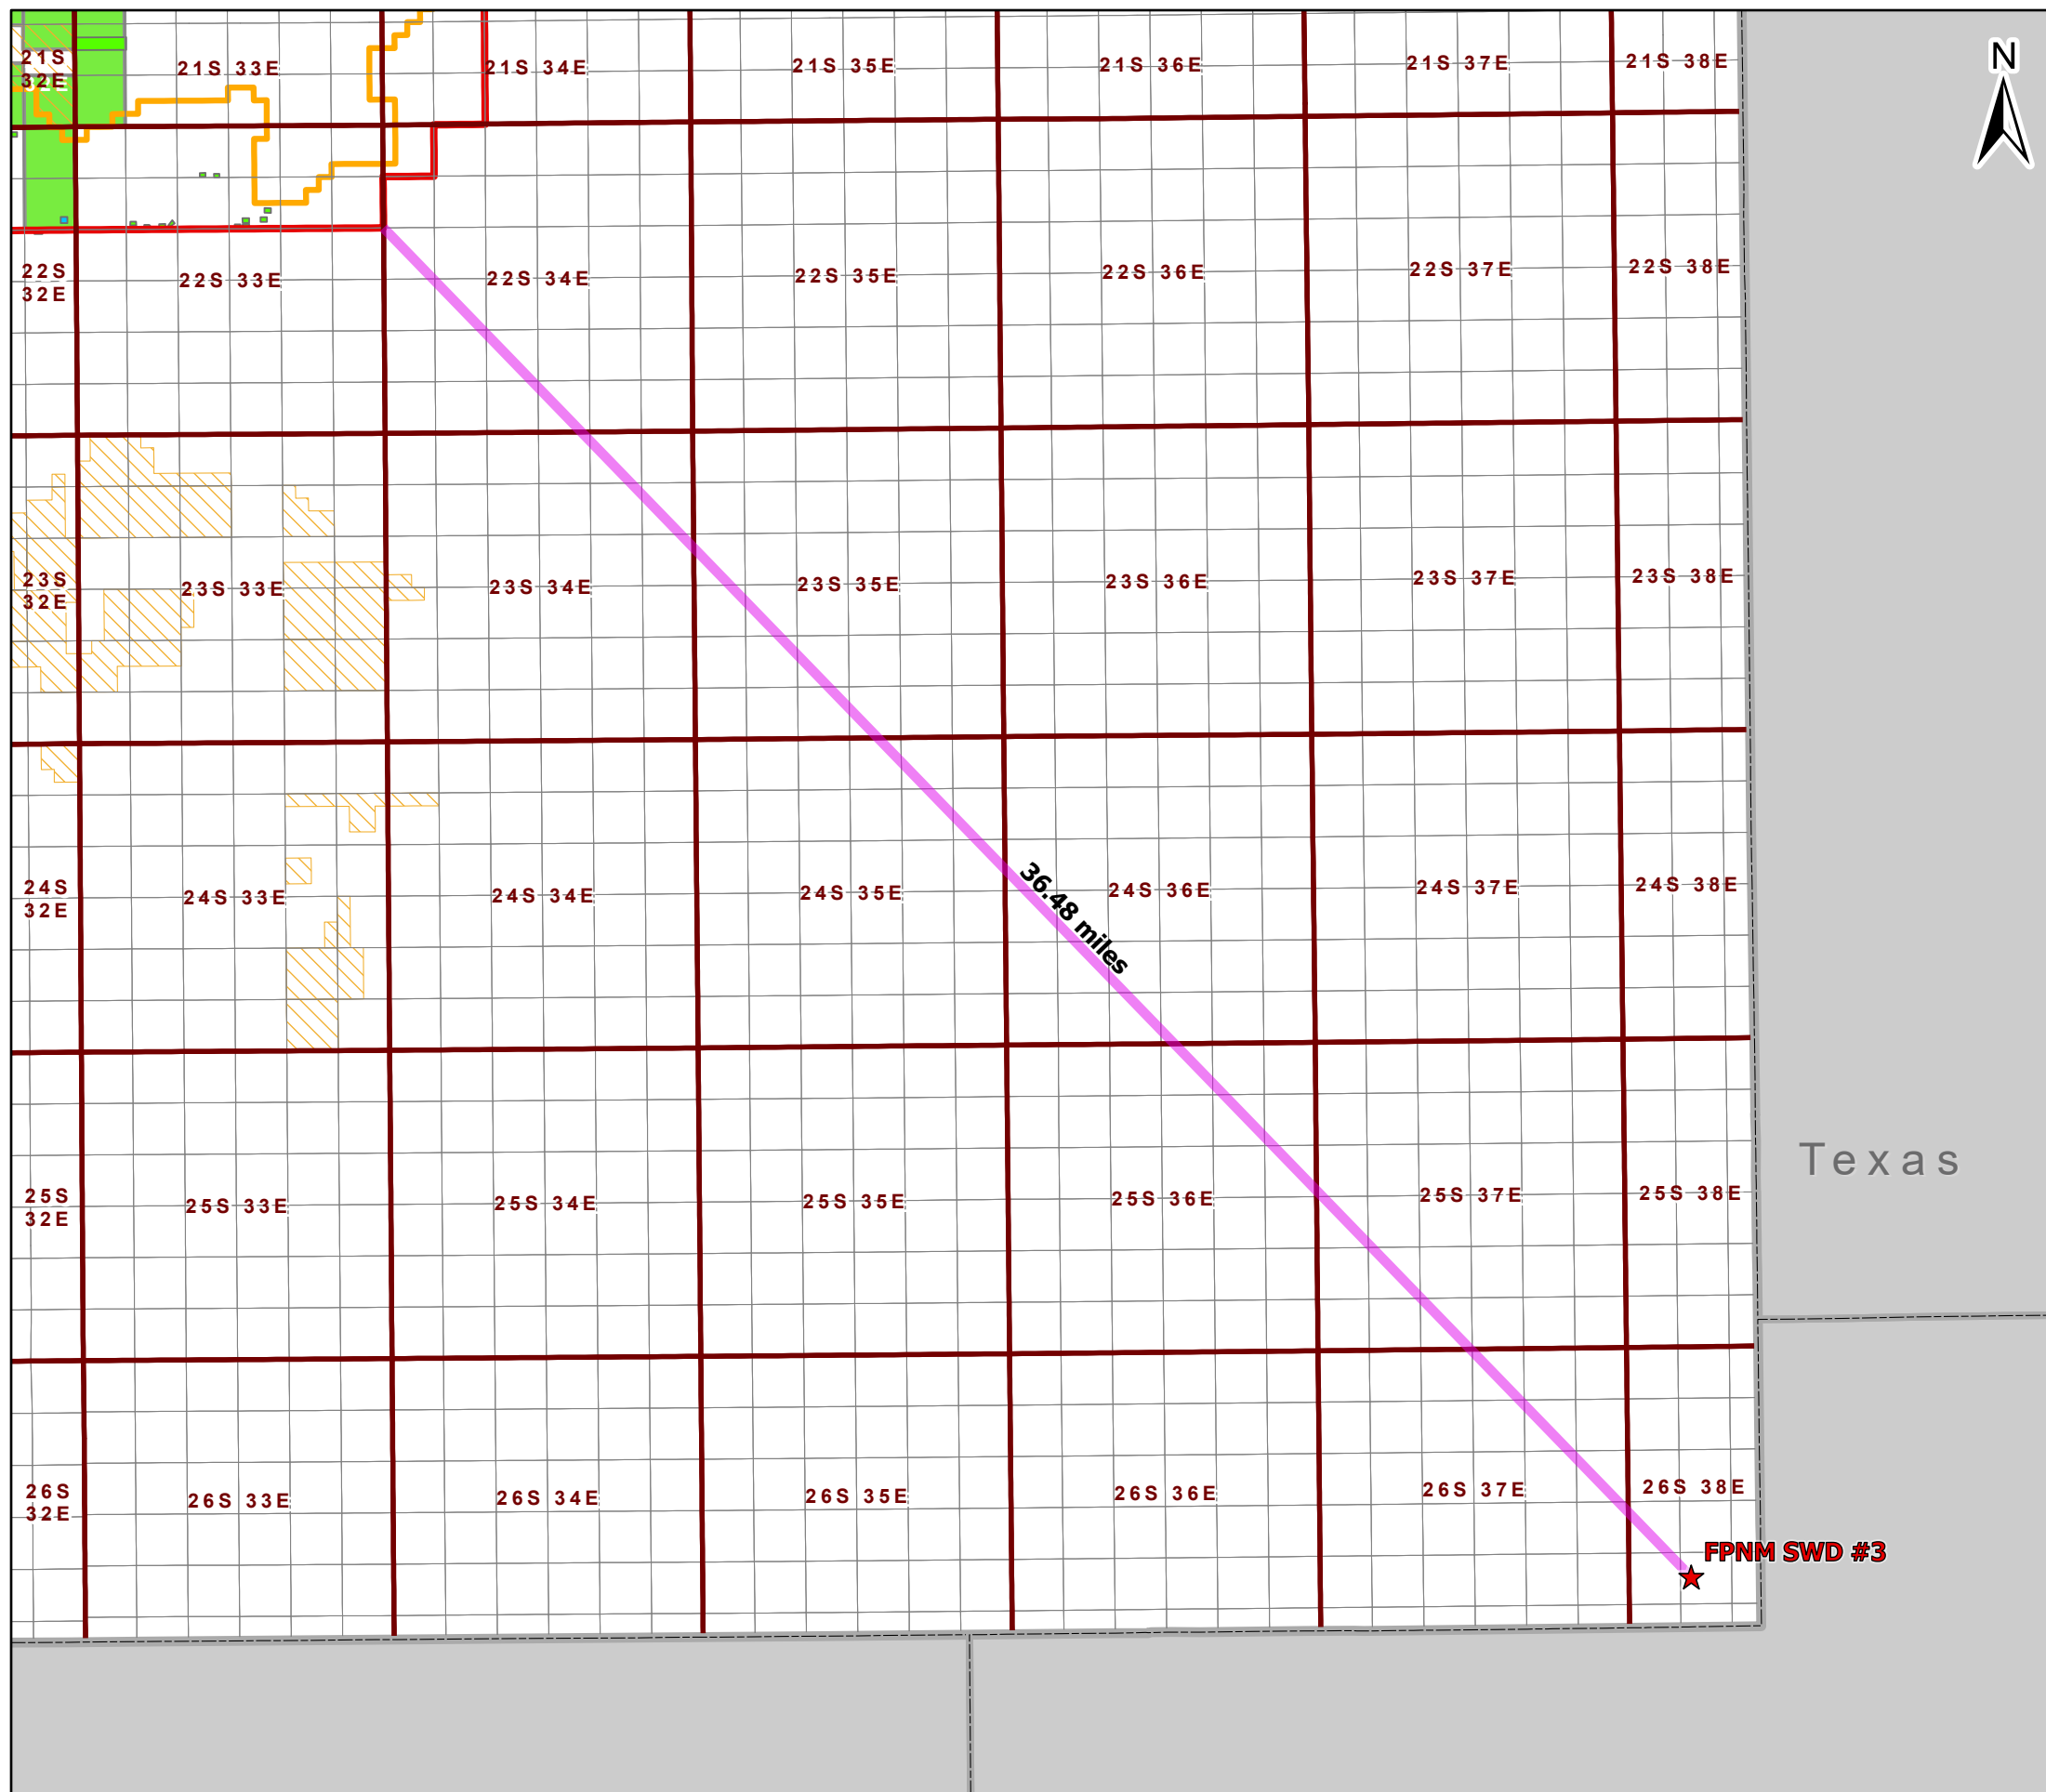 N
21S
32E
21S 33E
21S 34E
21S 35E
21S 36E
21S 37E
21S 38E
22S
32E
22S 33E
22S 34E
22S 35E
22S 36E
22S 37E
22S 38E
23S
32E
23S 33E
23S 34E
23S 35E
23S 36E
23S 37E
23S 38E
24S
32E
24S 33E
24S 34E
24S 35E
36.48 miles
24S 36E
24S 37E
24S 38E
Texas
25S
32E
25S 33E
25S 34E
25S 35E
25S 36E
25S 37E
25S 38E
26S
32E
26S 33E
26S 34E
26S 35E
26S 36E
26S 37E
26S 38E
FPNM SWD #3